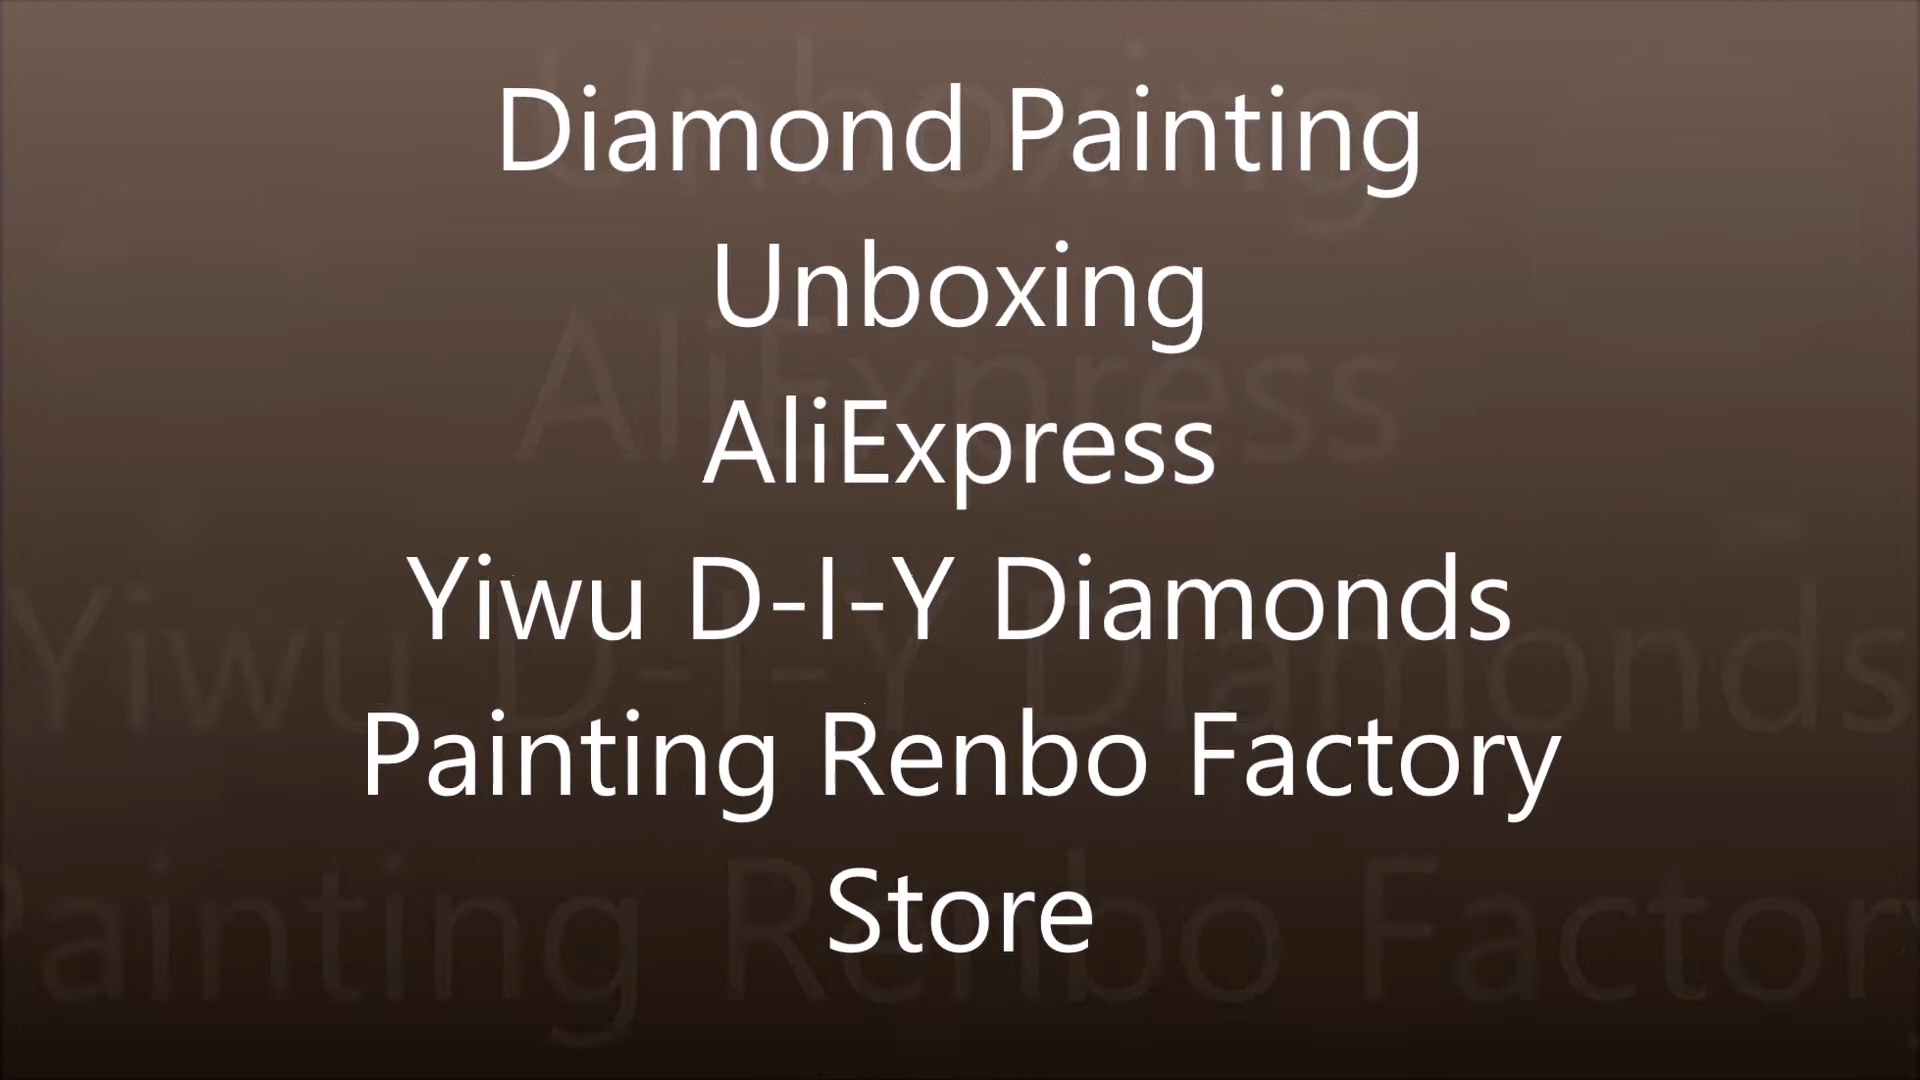 Diamond Painting
Unboxing
AliExpress
Yiwu D-I-Y Diamonds
Painting Renbo Factory
Store